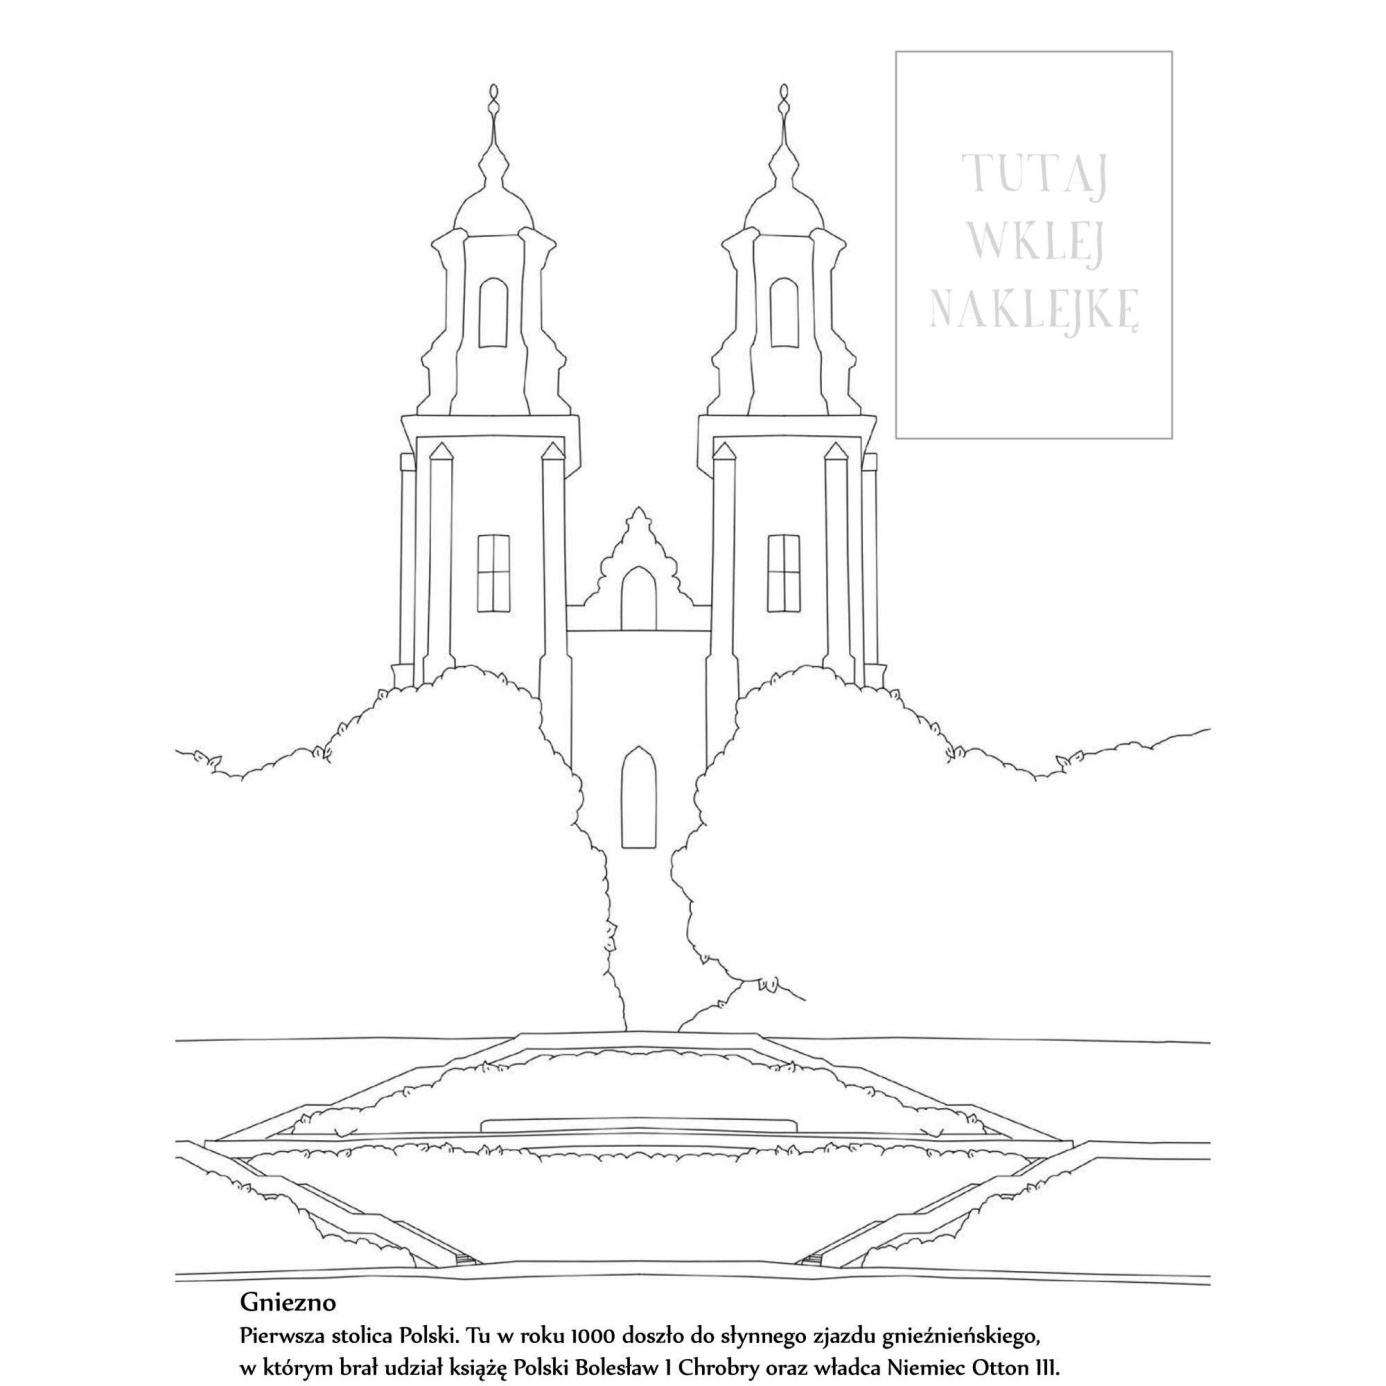 TUTAJ
WKLEJ
NAKLEJKĘ
Gniezno
Pierwsza stolica Polski. Tu w roku 1000 doszło do słynnego zjazdu gnieźnieńskiego,
w którym brał udział książę Polski Bolesław I Chrobry oraz władca Niemiec Otton III.